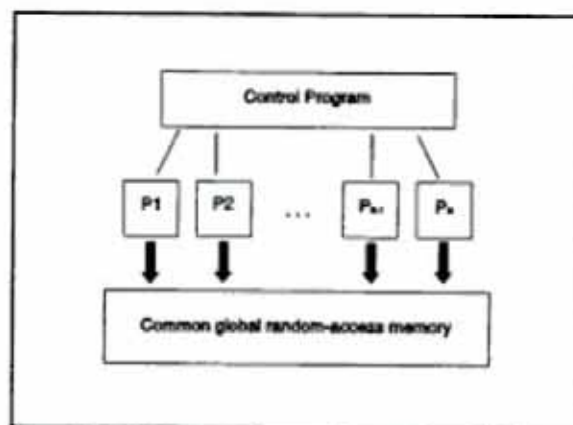 Control Program
P1 P2 ... Pn-1 Pn
Common global random-access memory